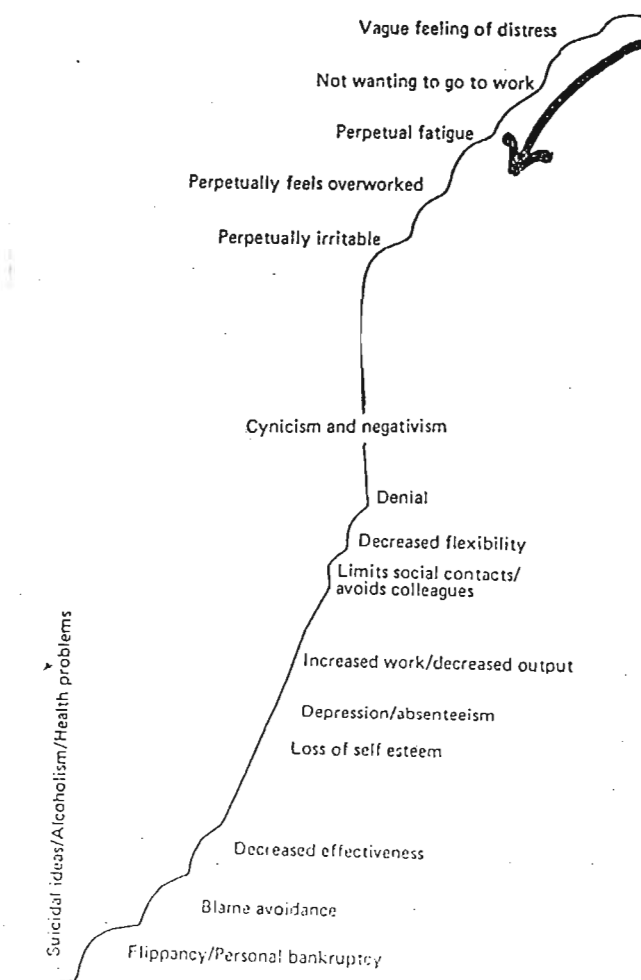 Vague feeling of distress
Not wanting to go to work
Perpetual fatigue
Perpetually feels overworked
Perpetually irritable
Cynicism and negativism
Denial
Decreased flexibility
Limits social contacts/
avoids colleagues
Increased work/decreased output
Depression/absenteeism
Loss of self esteem
Decreased effectiveness
Blame avoidance
Flippancy/Personal bankruptcy
Suicidal ideas/Alcoholism/Health problems